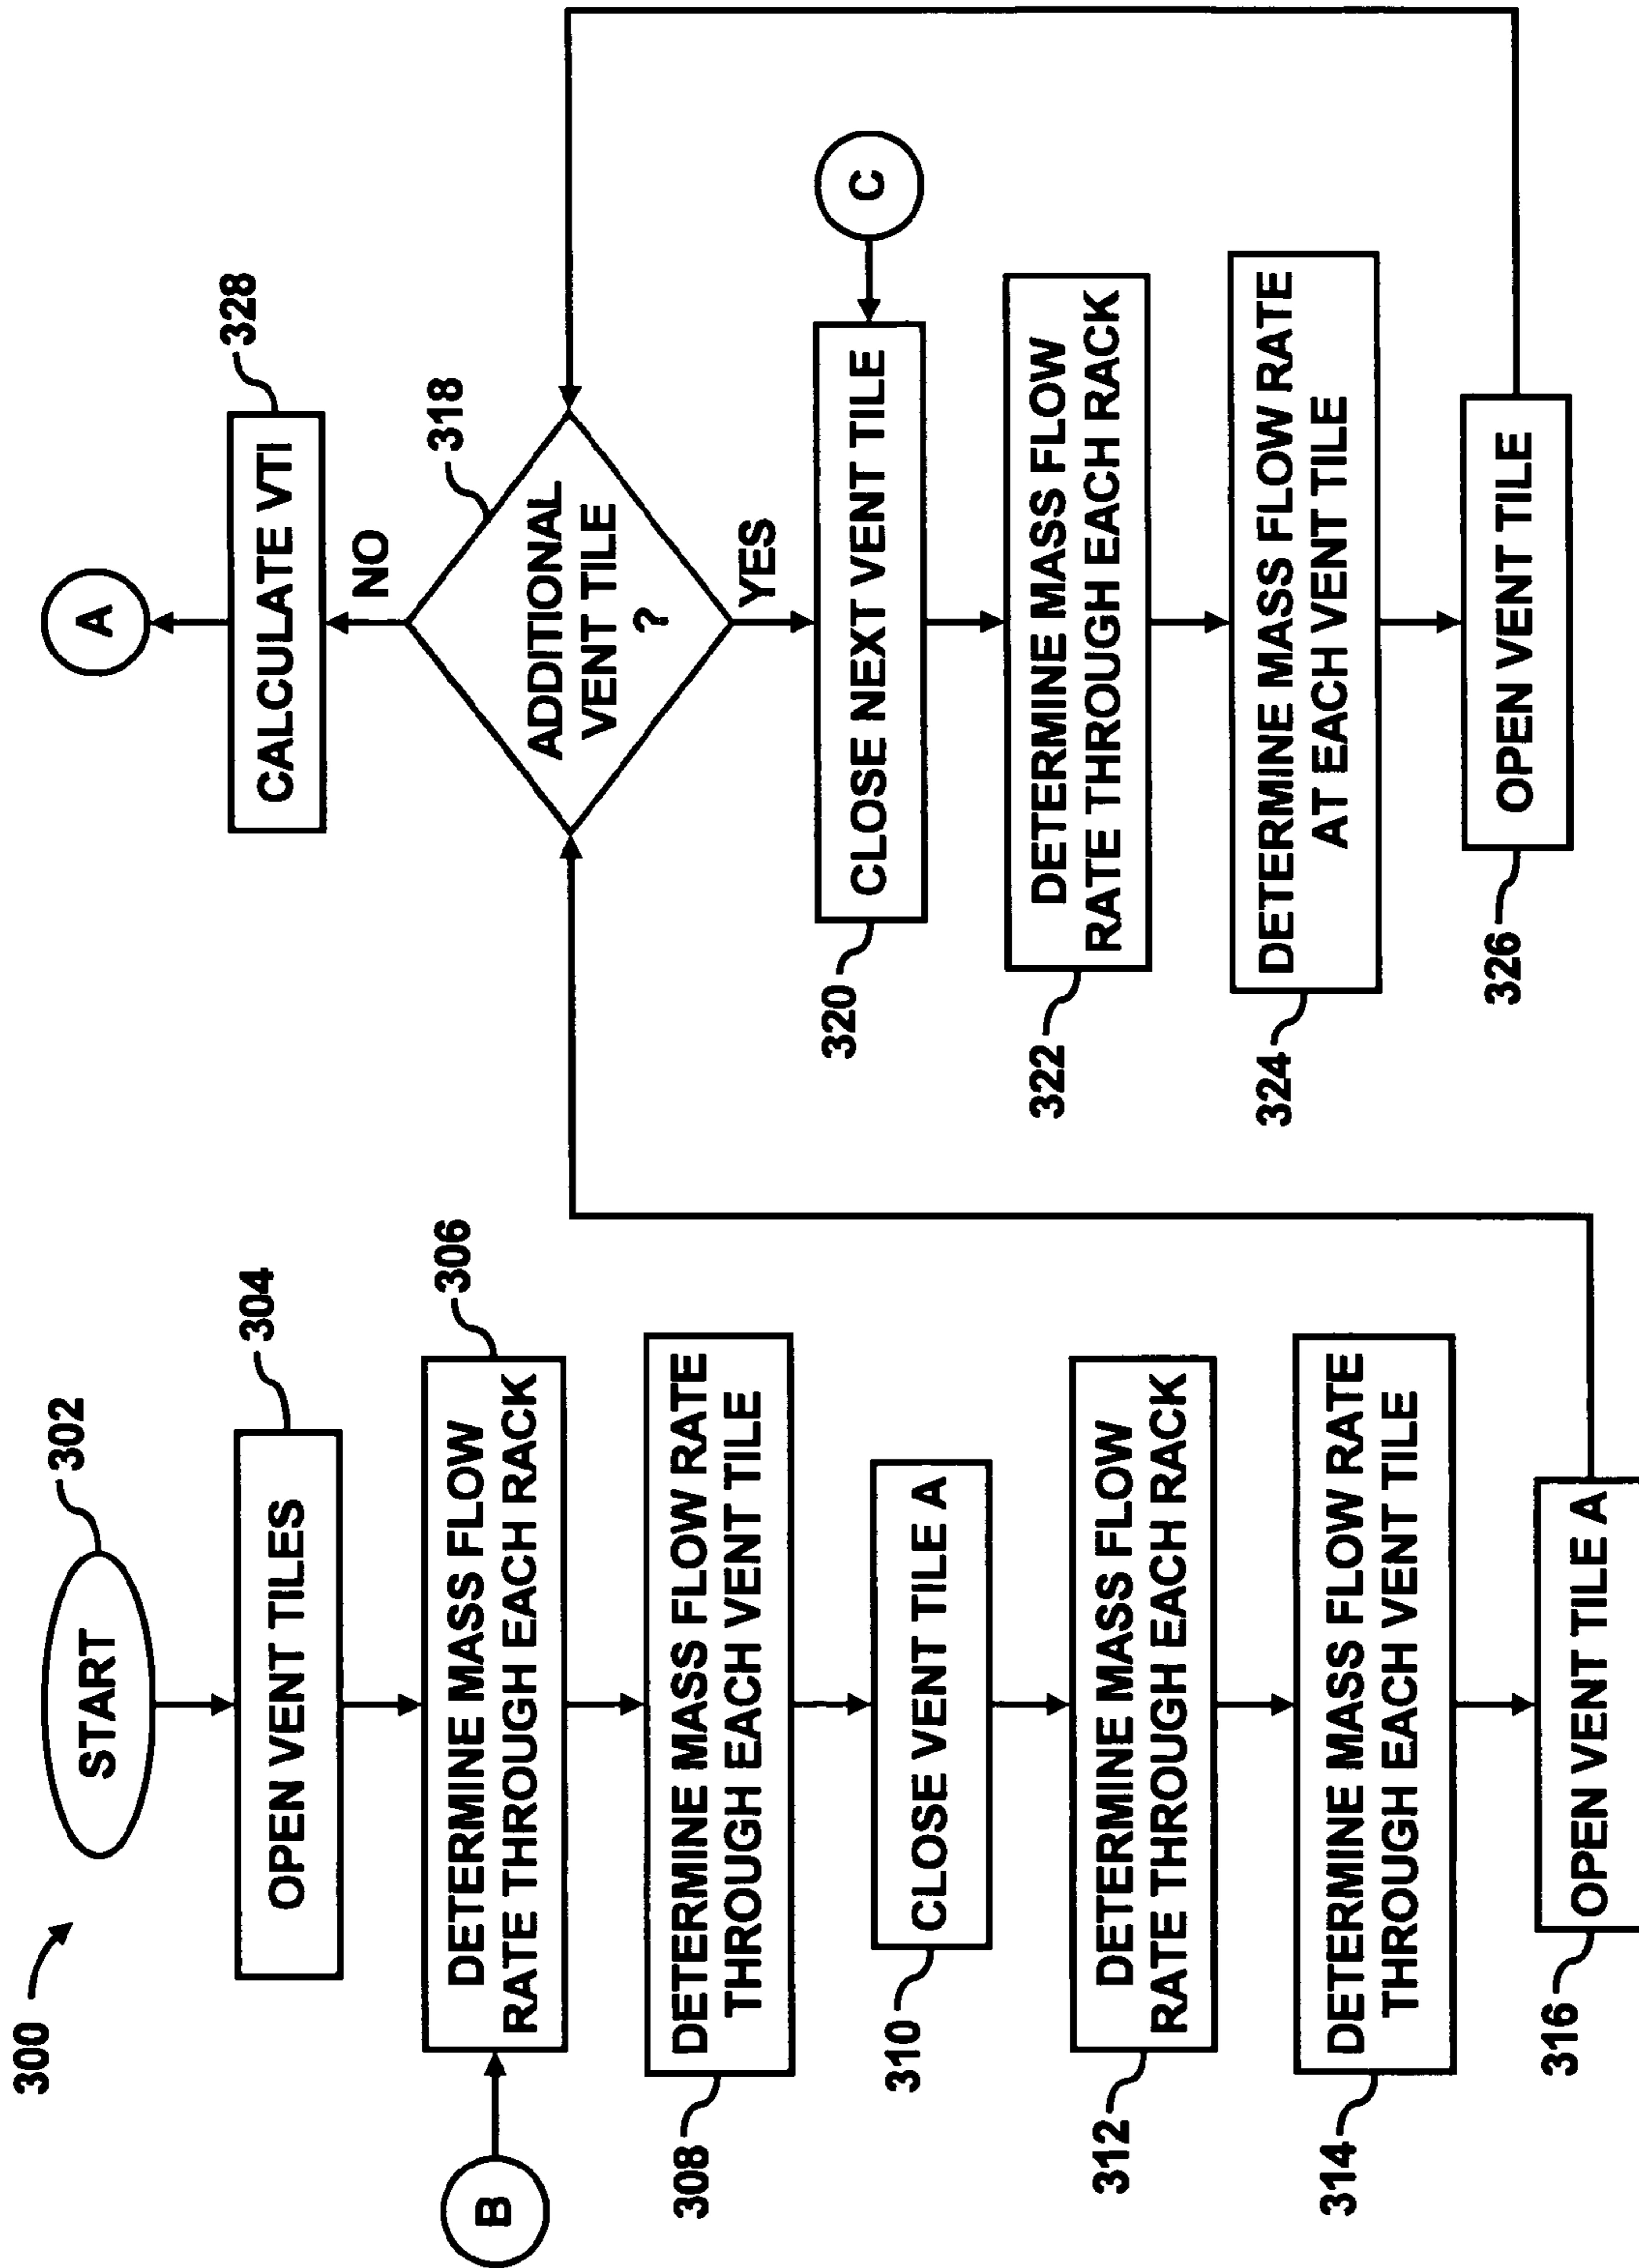 300
START
302
OPEN VENT TILES
304
B
DETERMINE MASS FLOW
RATE THROUGH EACH RACK
306
DETERMINE MASS FLOW RATE
THROUGH EACH VENT TILE
308
CLOSE VENT TILE A
310
DETERMINE MASS FLOW
RATE THROUGH EACH RACK
312
DETERMINE MASS FLOW RATE
THROUGH EACH VENT TILE
314
OPEN VENT TILE A
316
A
CALCULATE VTI
328
NO
ADDITIONAL
VENT TILE
?
318
YES
C
CLOSE NEXT VENT TILE
320
DETERMINE MASS FLOW
RATE THROUGH EACH RACK
322
DETERMINE MASS FLOW RATE
AT EACH VENT TILE
324
OPEN VENT TILE
326